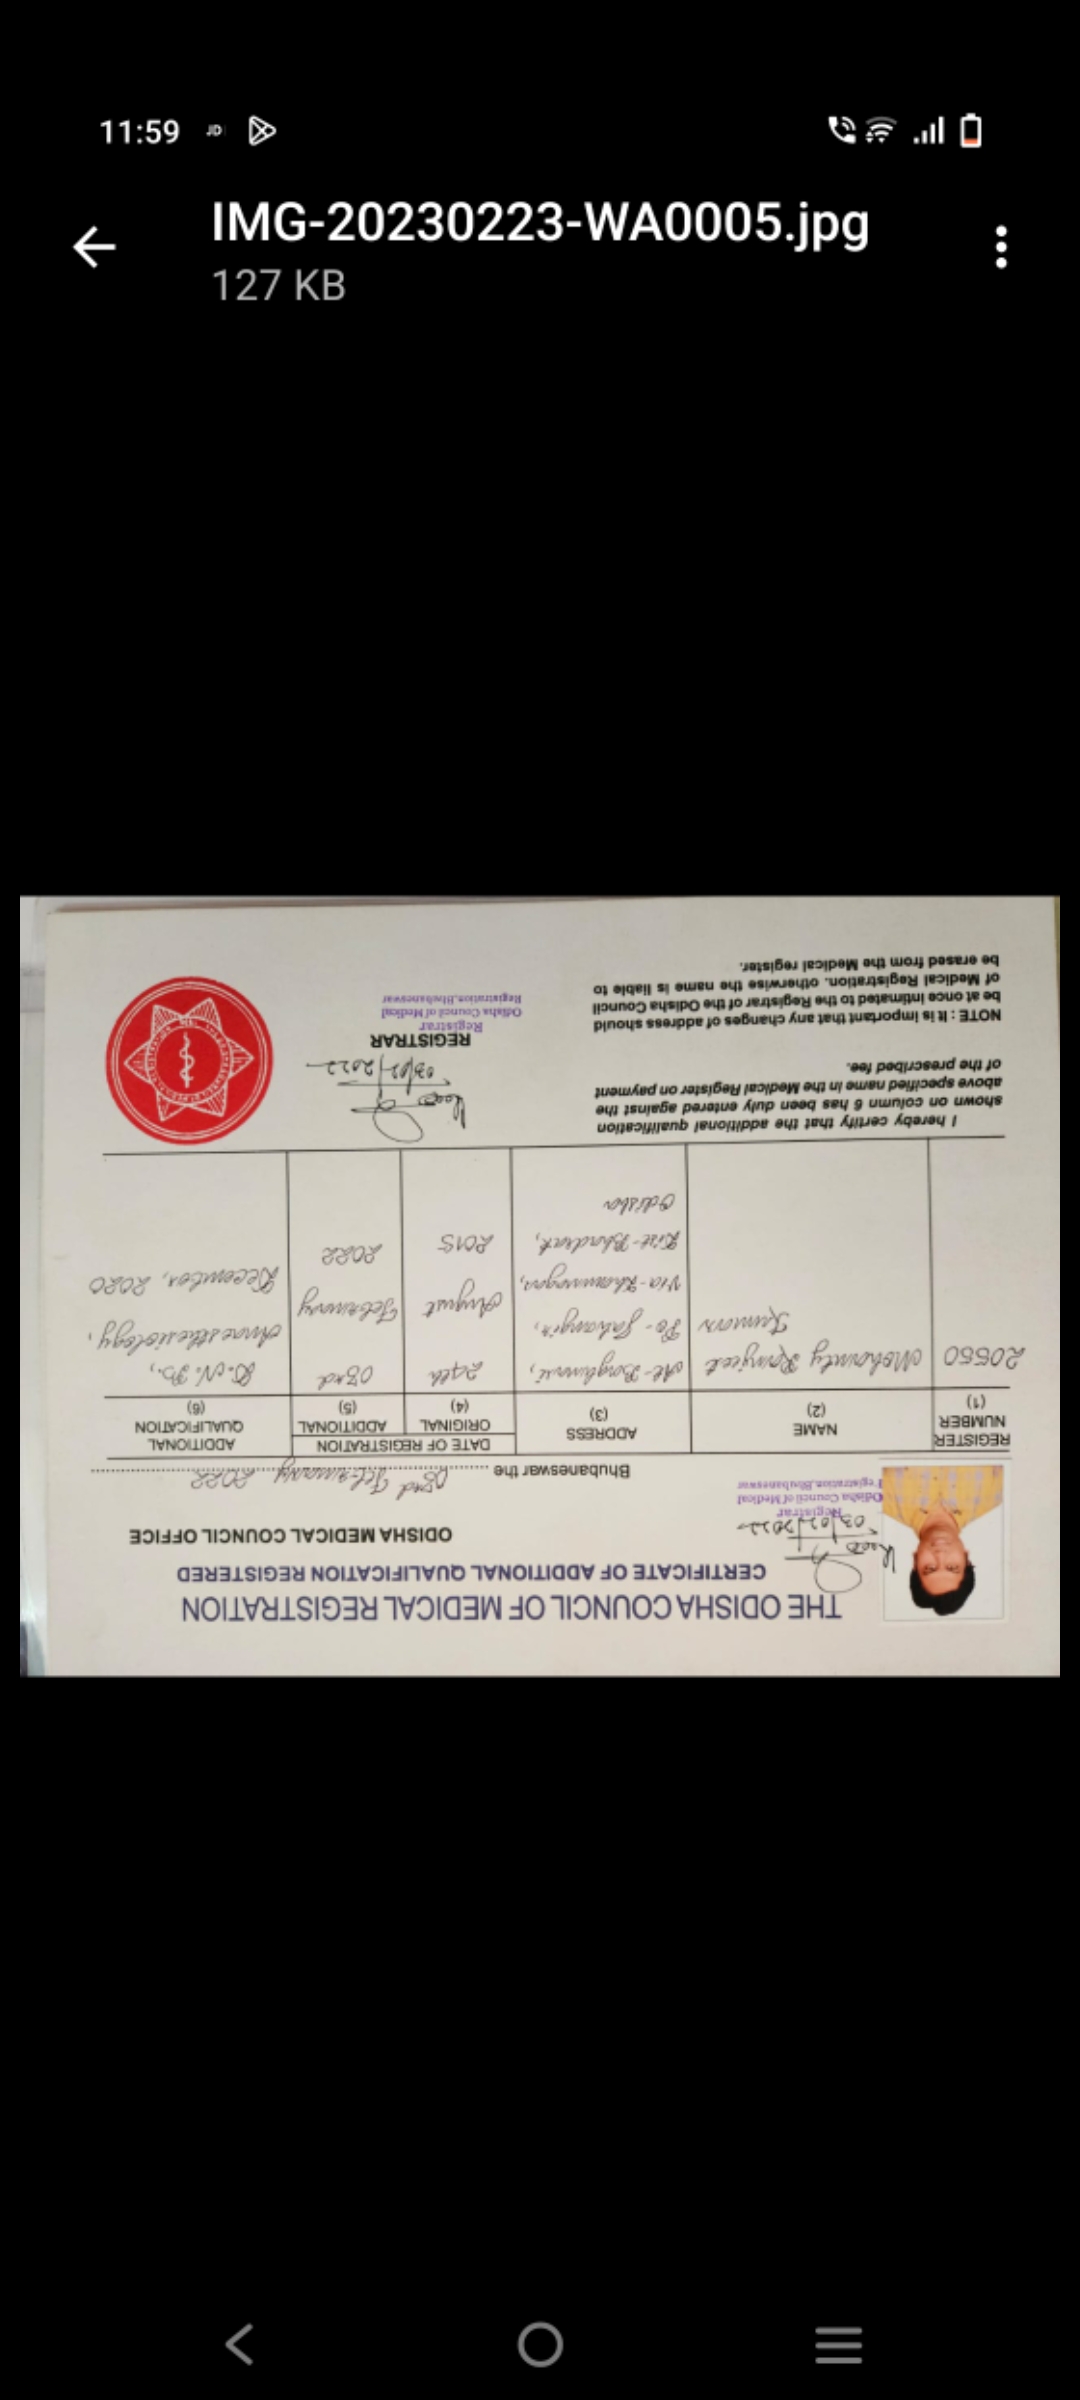 THE ODISHA COUNCIL OF MEDICAL REGISTRATION
CERTIFICATE OF ADDITIONAL QUALIFICATION REGISTERED
ODISHA MEDICAL COUNCIL OFFICE
03/02/2022
Registrar
Odisha Council of Medical
Registration,Bhubaneswar
Bhubaneswar the 03rd February 2022
REGISTER NUMBER (1)
NAME (2)
ADDRESS (3)
DATE OF REGISTRATION
ORIGINAL (4)
ADDITIONAL (5)
ADDITIONAL QUALIFICATION (6)
20550
Mohanty Ranjeet
Kumar
At-Baghurai,
Po-Jahangir,
Via-Dhamnagar,
Dist-Bhadrak,
Odisha
24th
August
2015
03rd
February
2022
D.N.B.,
Anaesthesiology,
December, 2020
I hereby certify that the additional qualification
shown on column 6 has been duly entered against the
above specified name in the Medical Register on payment
of the prescribed fee.
03/02/2022
REGISTRAR
Registrar
Odisha Council of Medical
Registration,Bhubaneswar
NOTE : It is important that any changes of address should
be at once intimated to the Registrar of the Odisha Council
of Medical Registration. otherwise the name is liable to
be erased from the Medical register.
127 KB
IMG-20230223-WA0005.jpg
11:59